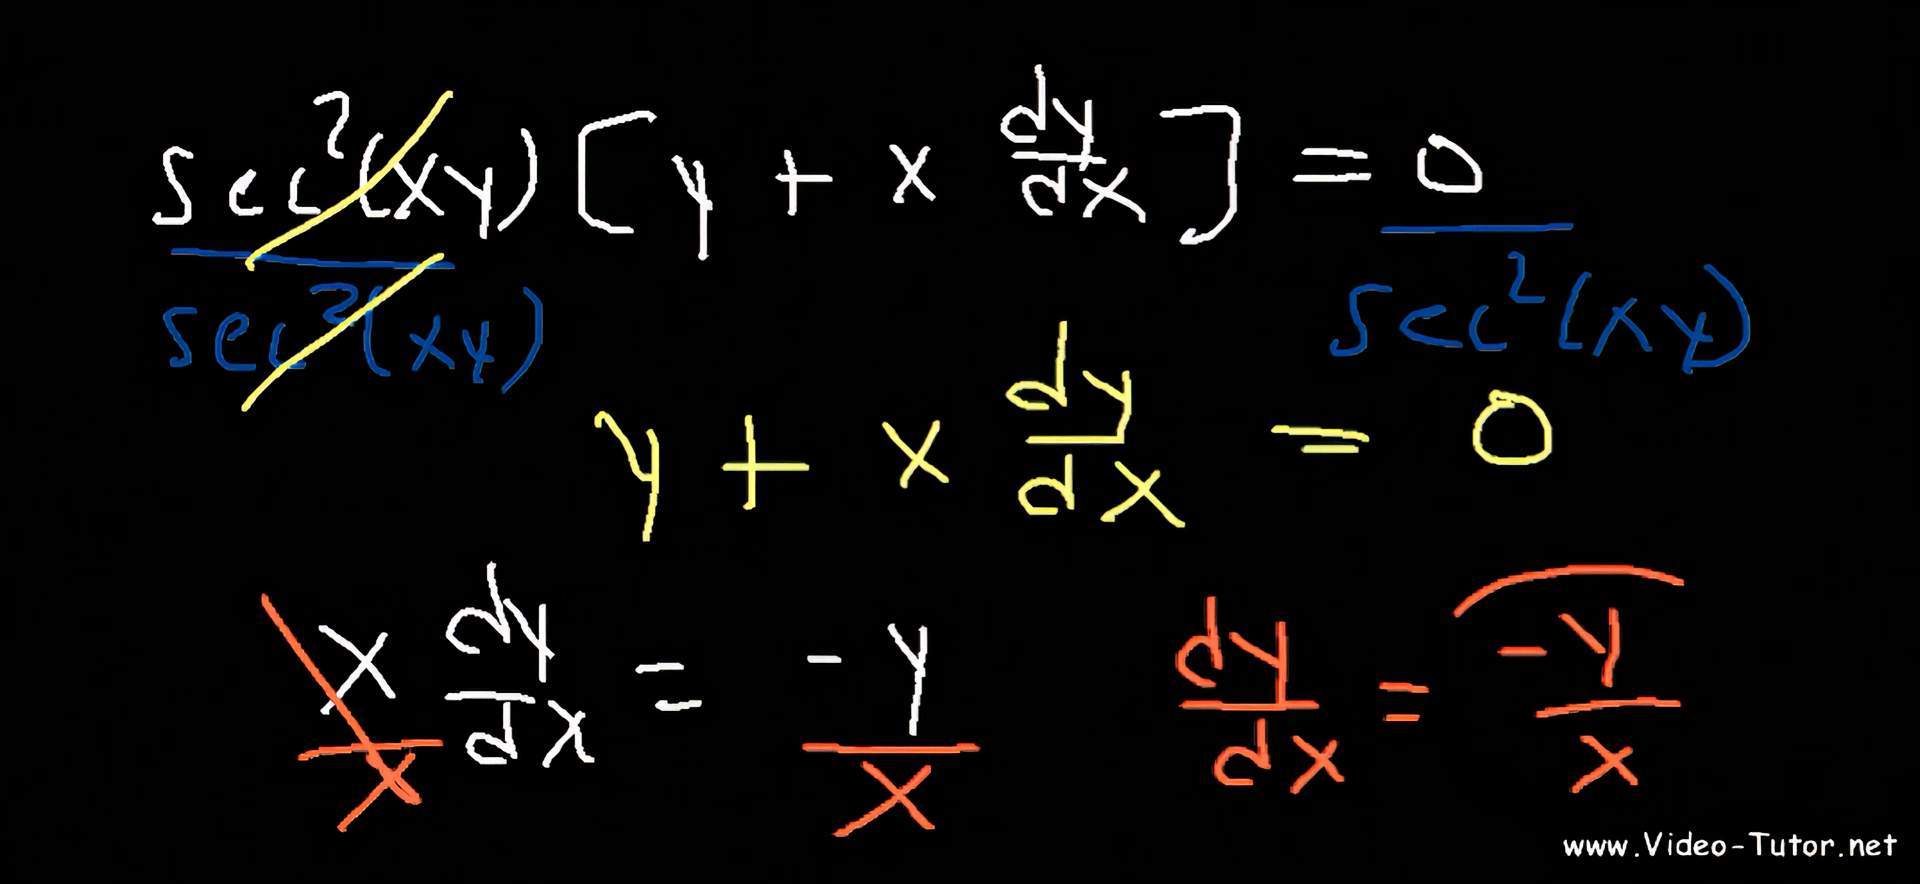 sec²(xy) [y + x dy/dx] = 0
sec²(xy) sec²(xy)
y + x dy/dx = 0
x dy/dx = -y dy/dx = -y/x
x x
www.Video-Tutor.net